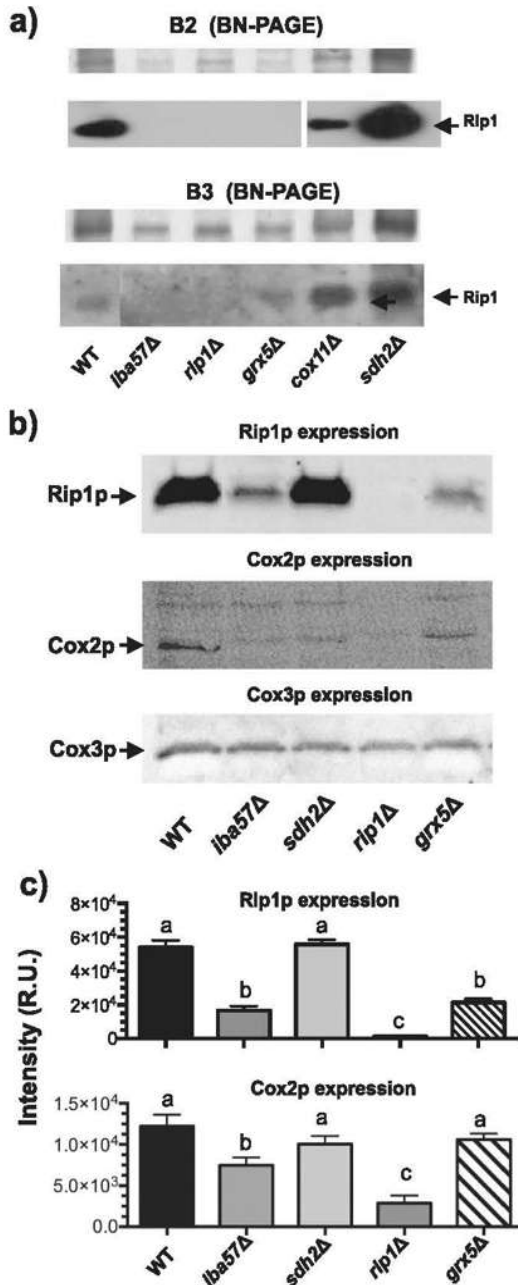 a)
B2 (BN-PAGE)
Rip1
B3 (BN-PAGE)
Rip1
WT iba57Δ rip1Δ grx5Δ cox11Δ sdh2Δ
b)
Rip1p expression
Rip1p
Cox2p expression
Cox2p
Cox3p expression
Cox3p
WT iba57Δ sdh2Δ rip1Δ grx5Δ
c)
Rip1p expression
8×10⁴
6×10⁴
4×10⁴
2×10⁴
0
a b a c b
Intensity (R.U.)
Cox2p expression
1.5×10⁴
1.0×10⁴
5.0×10³
0.0
a b a c a
WT iba57Δ sdh2Δ rip1Δ grx5Δ